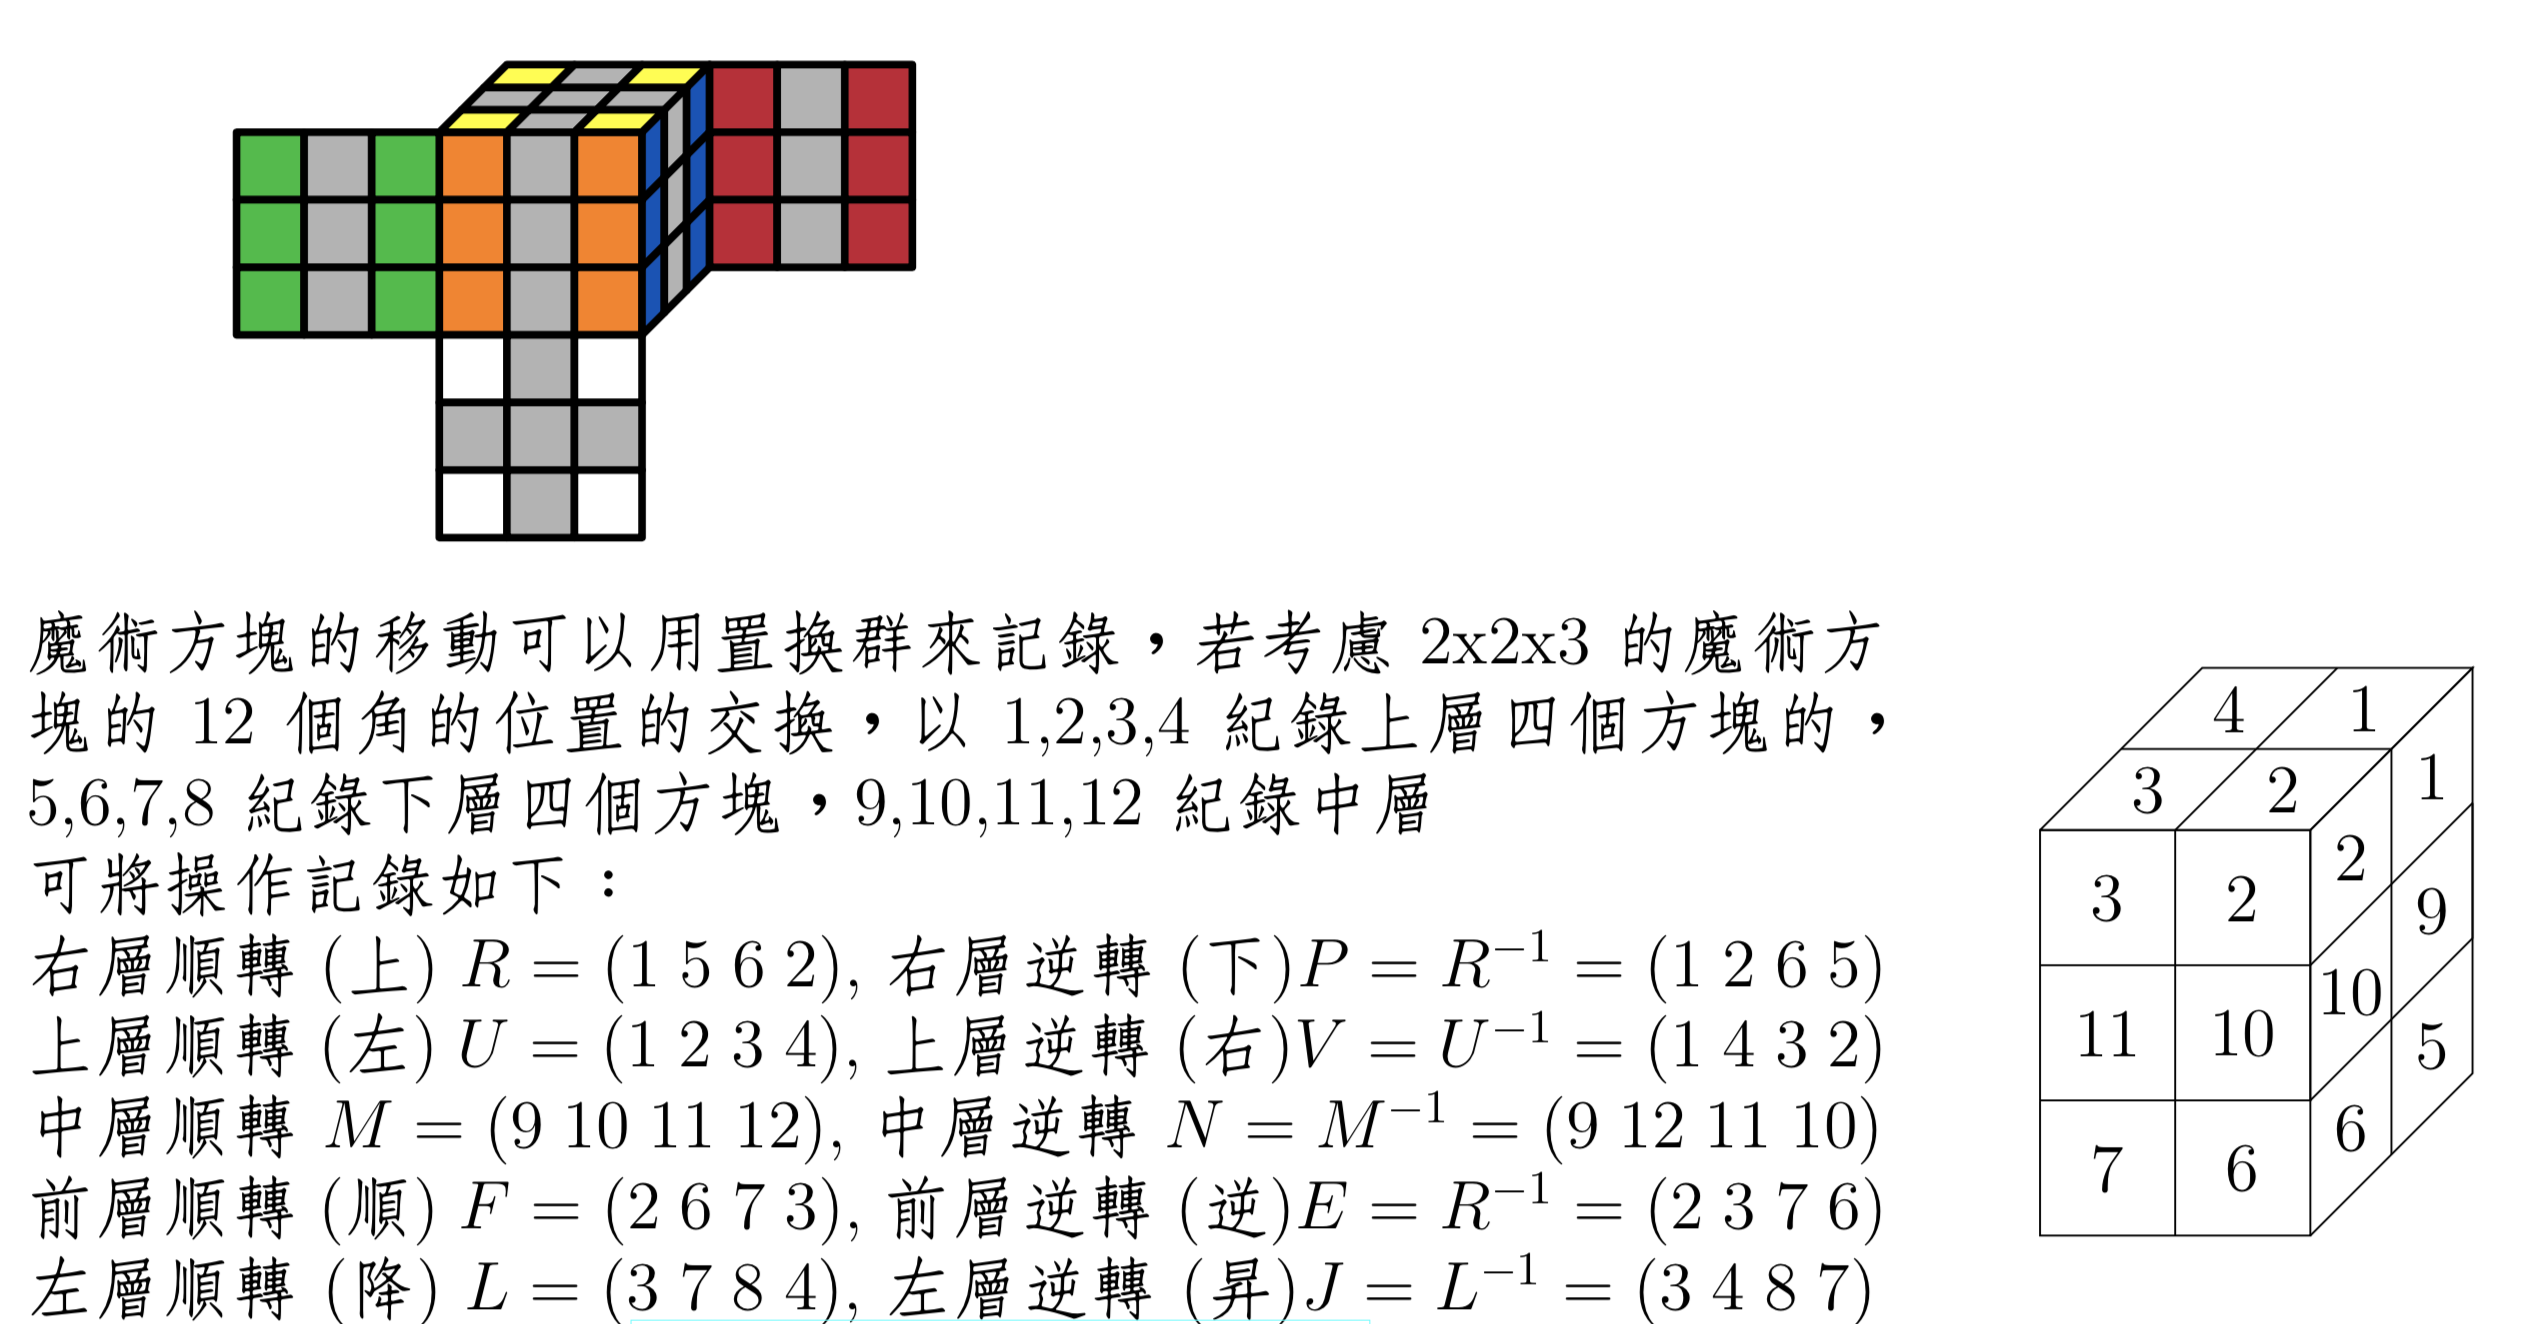 魔術方塊的移動可以用置換群來記錄，若考慮 2x2x3 的魔術方
塊的 12 個角的位置的交換，以 1,2,3,4 紀錄上層四個方塊的，
5,6,7,8 紀錄下層四個方塊，9,10,11,12 紀錄中層
可將操作記錄如下：
右層順轉 (上) R = (1 5 6 2), 右層逆轉 (下)P = R⁻¹ = (1 2 6 5)
上層順轉 (左) U = (1 2 3 4), 上層逆轉 (右)V = U⁻¹ = (1 4 3 2)
中層順轉 M = (9 10 11 12), 中層逆轉 N = M⁻¹ = (9 12 11 10)
前層順轉 (順) F = (2 6 7 3), 前層逆轉 (逆)E = R⁻¹ = (2 3 7 6)
左層順轉 (降) L = (3 7 8 4), 左層逆轉 (昇)J = L⁻¹ = (3 4 8 7)
4 1
3 2
1
2
3 2
9
10
11 10
5
6
7 6